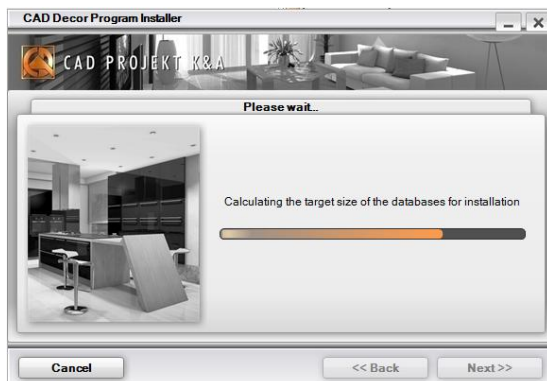 CAD Decor Program Installer
CAD PROJEKT K&A
Please wait...
Calculating the target size of the databases for installation
Cancel
<< Back
Next >>